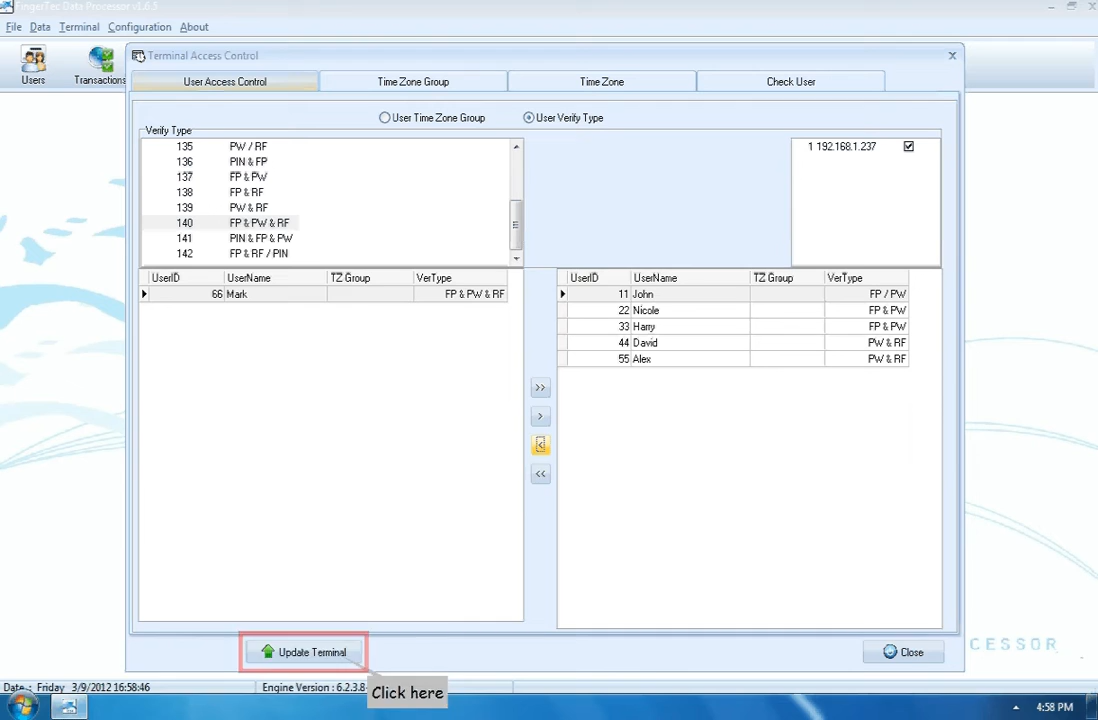 FingerTec Data Processor v1.6.5
File Data Terminal Configuration About
Users
Transactions
Terminal Access Control
User Access Control
Time Zone Group
Time Zone
Check User
User Time Zone Group
User Verify Type
Verify Type
135 PW / RF
136 PIN & FP
137 FP & PW
138 FP & RF
139 PW & RF
140 FP & PW & RF
141 PIN & FP & PW
142 FP & RF / PIN
1 192.168.1.237
UserID UserName TZ Group VerType
66 Mark FP & PW & RF
UserID UserName TZ Group VerType
11 John FP / PW
22 Nicole FP & PW
33 Harry FP & PW
44 David PW & RF
55 Alex PW & RF
>>
>
<
<<
Update Terminal
Close
CESSOR
Date : Friday 3/9/2012 16:58:46
Engine Version : 6.2.3.8
Click here
4:58 PM